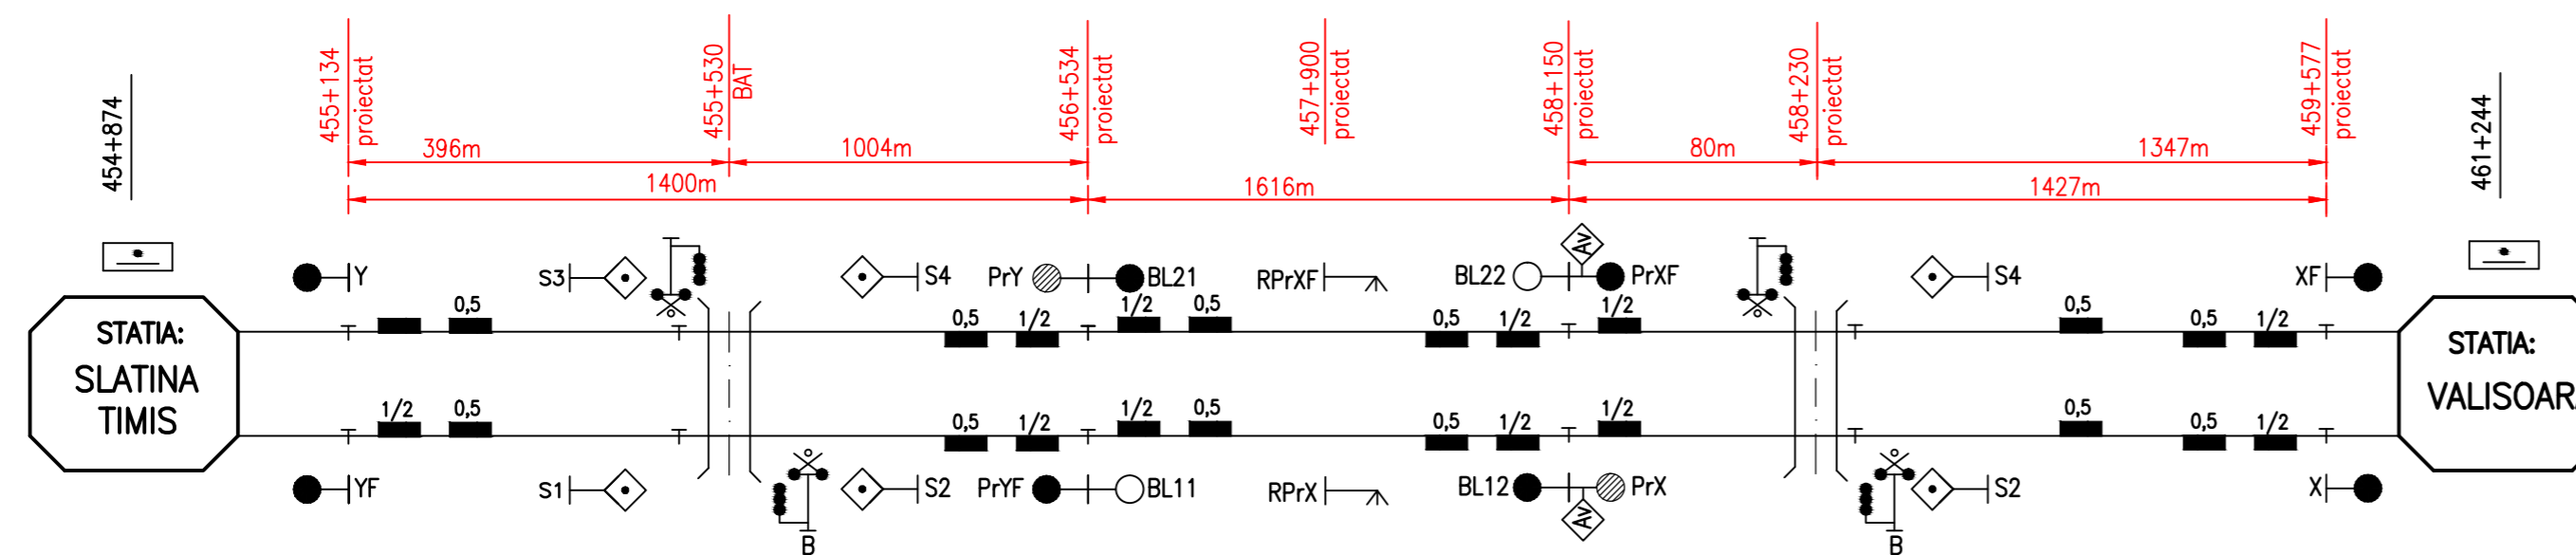 454+874
455+134
proiectat
455+530
BAT
456+534
proiectat
457+900
proiectat
458+150
proiectat
458+230
proiectat
459+577
proiectat
461+244
396m
1004m
80m
1347m
1400m
1616m
1427m
Y
S3
S4
PrY
BL21
RPrXF
BL22
AV
PrXF
S4
XF
0,5
0,5
1/2
1/2
0,5
0,5
1/2
1/2
0,5
0,5
1/2
STATIA:
SLATINA
TIMIS
STATIA:
VALISOAR
1/2
0,5
0,5
1/2
1/2
0,5
0,5
1/2
1/2
0,5
0,5
1/2
YF
S1
S2
PrYF
BL11
RPrX
BL12
AV
PrX
S2
X
B
B